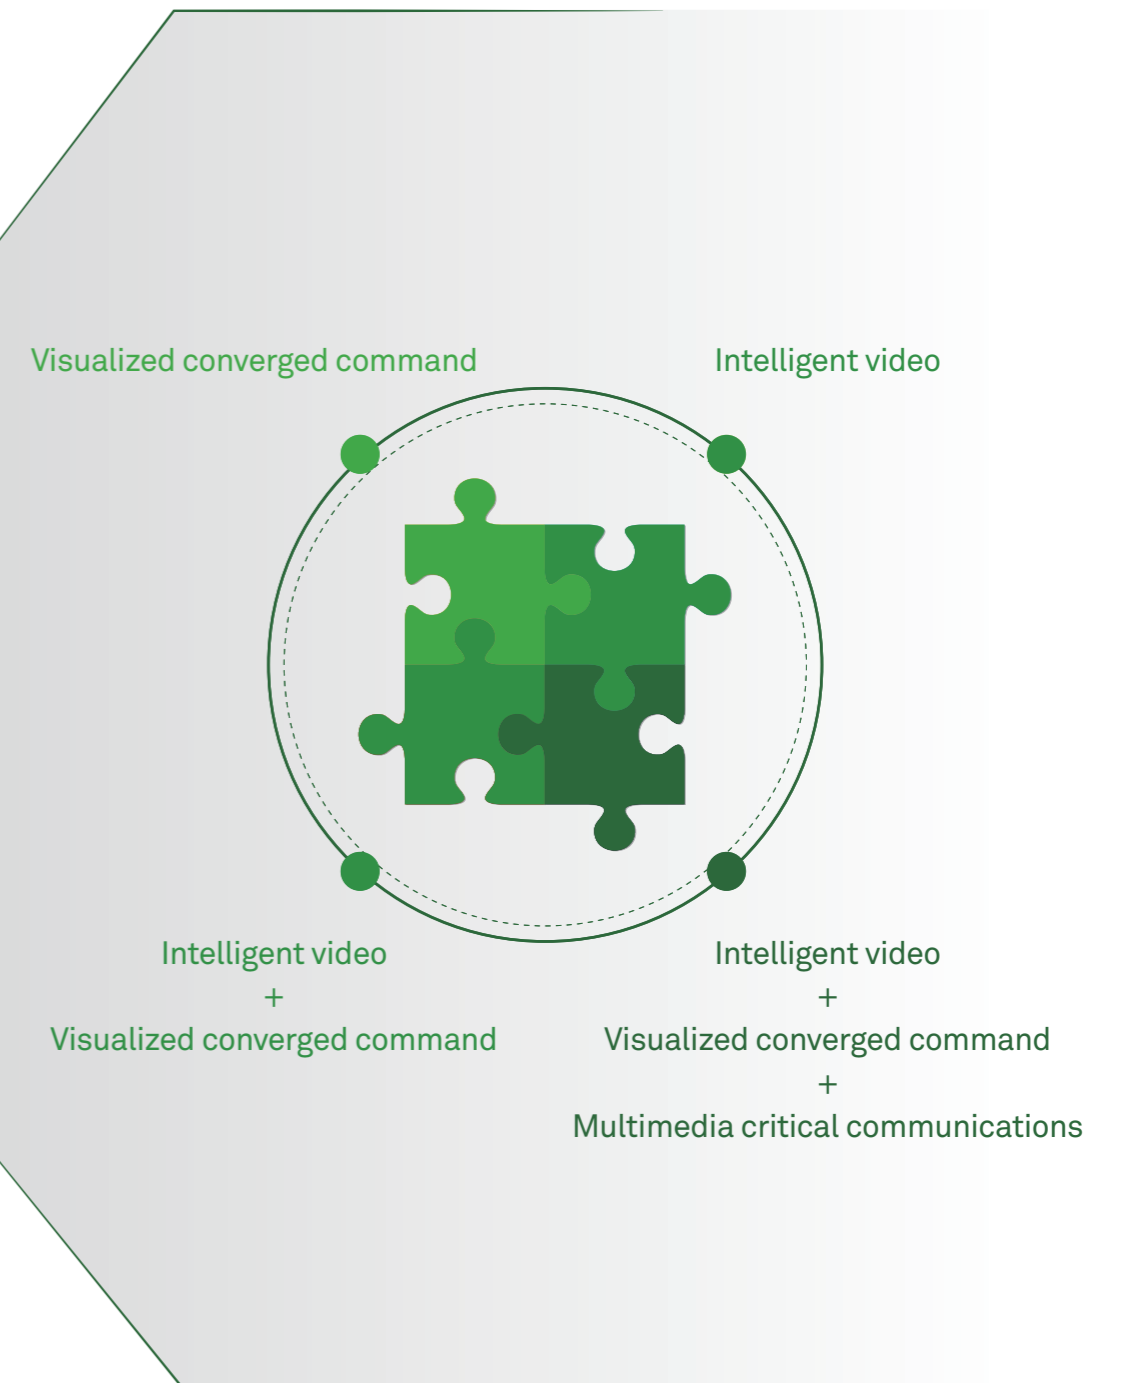 Visualized converged command
Intelligent video
Intelligent video
+
Visualized converged command
Intelligent video
+
Visualized converged command
+
Multimedia critical communications